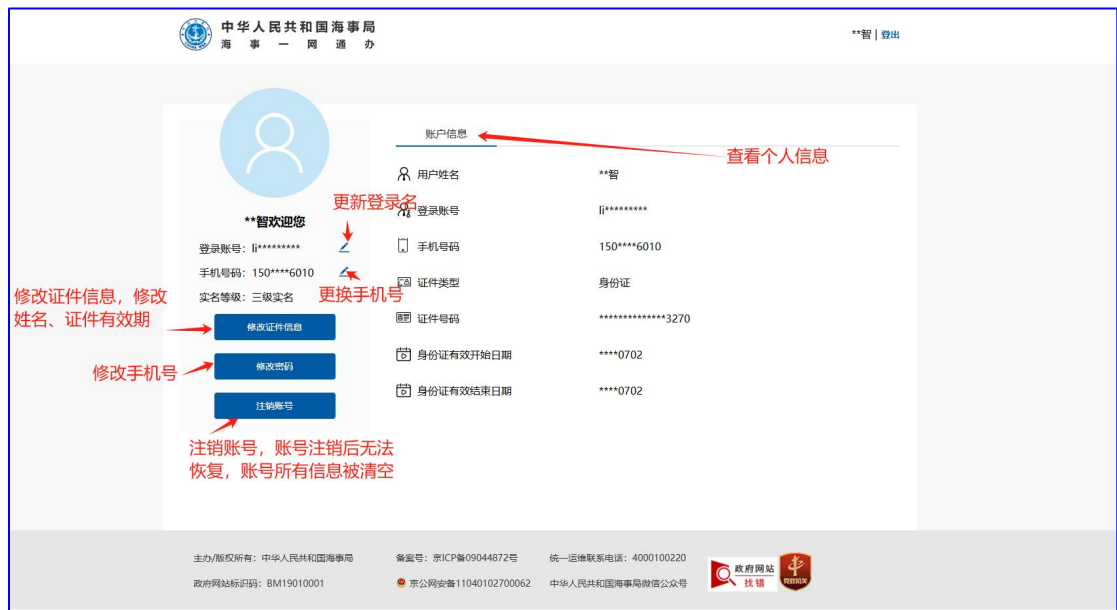 中华人民共和国海事局
海事一网通办
**智 | 登出
账户信息
查看个人信息
用户姓名 **智
更新登录名
登录账号 li*********
**智欢迎您
登录账号：li*********
手机号码 150****6010
手机号码：150****6010
更换手机号
证件类型 身份证
实名等级：三级实名
修改证件信息，修改
姓名、证件有效期
修改证件信息
证件号码 **************3270
修改手机号
修改密码
身份证有效开始日期 ****0702
注销账号
身份证有效结束日期 ****0702
注销账号，账号注销后无法
恢复，账号所有信息被清空
主办/版权所有：中华人民共和国海事局 备案号：京ICP备09044872号 统一运维联系电话：4000100220
政府网站标识码：BM19010001 京公网安备11040102700062 中华人民共和国海事局微信公众号
政府网站
找错
党政机关